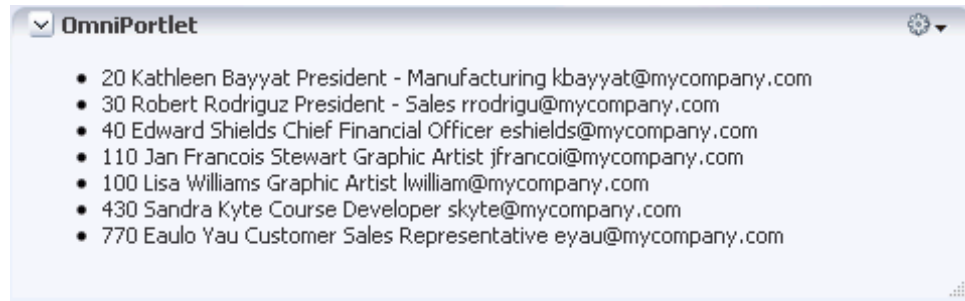 OmniPortlet
20 Kathleen Bayyat President - Manufacturing kbayyat@mycompany.com
30 Robert Rodriguz President - Sales rrodrigu@mycompany.com
40 Edward Shields Chief Financial Officer eshields@mycompany.com
110 Jan Francois Stewart Graphic Artist jfrancoi@mycompany.com
100 Lisa Williams Graphic Artist lwilliam@mycompany.com
430 Sandra Kyte Course Developer skyte@mycompany.com
770 Eaulo Yau Customer Sales Representative eyau@mycompany.com